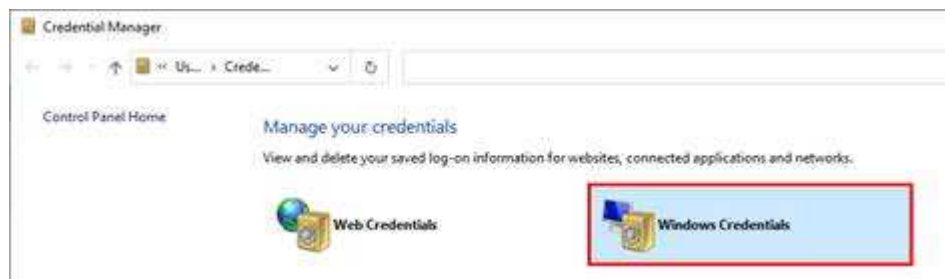 Credential Manager
« Us... › Crede...
Control Panel Home
Manage your credentials
View and delete your saved log-on information for websites, connected applications and networks.
Web Credentials
Windows Credentials